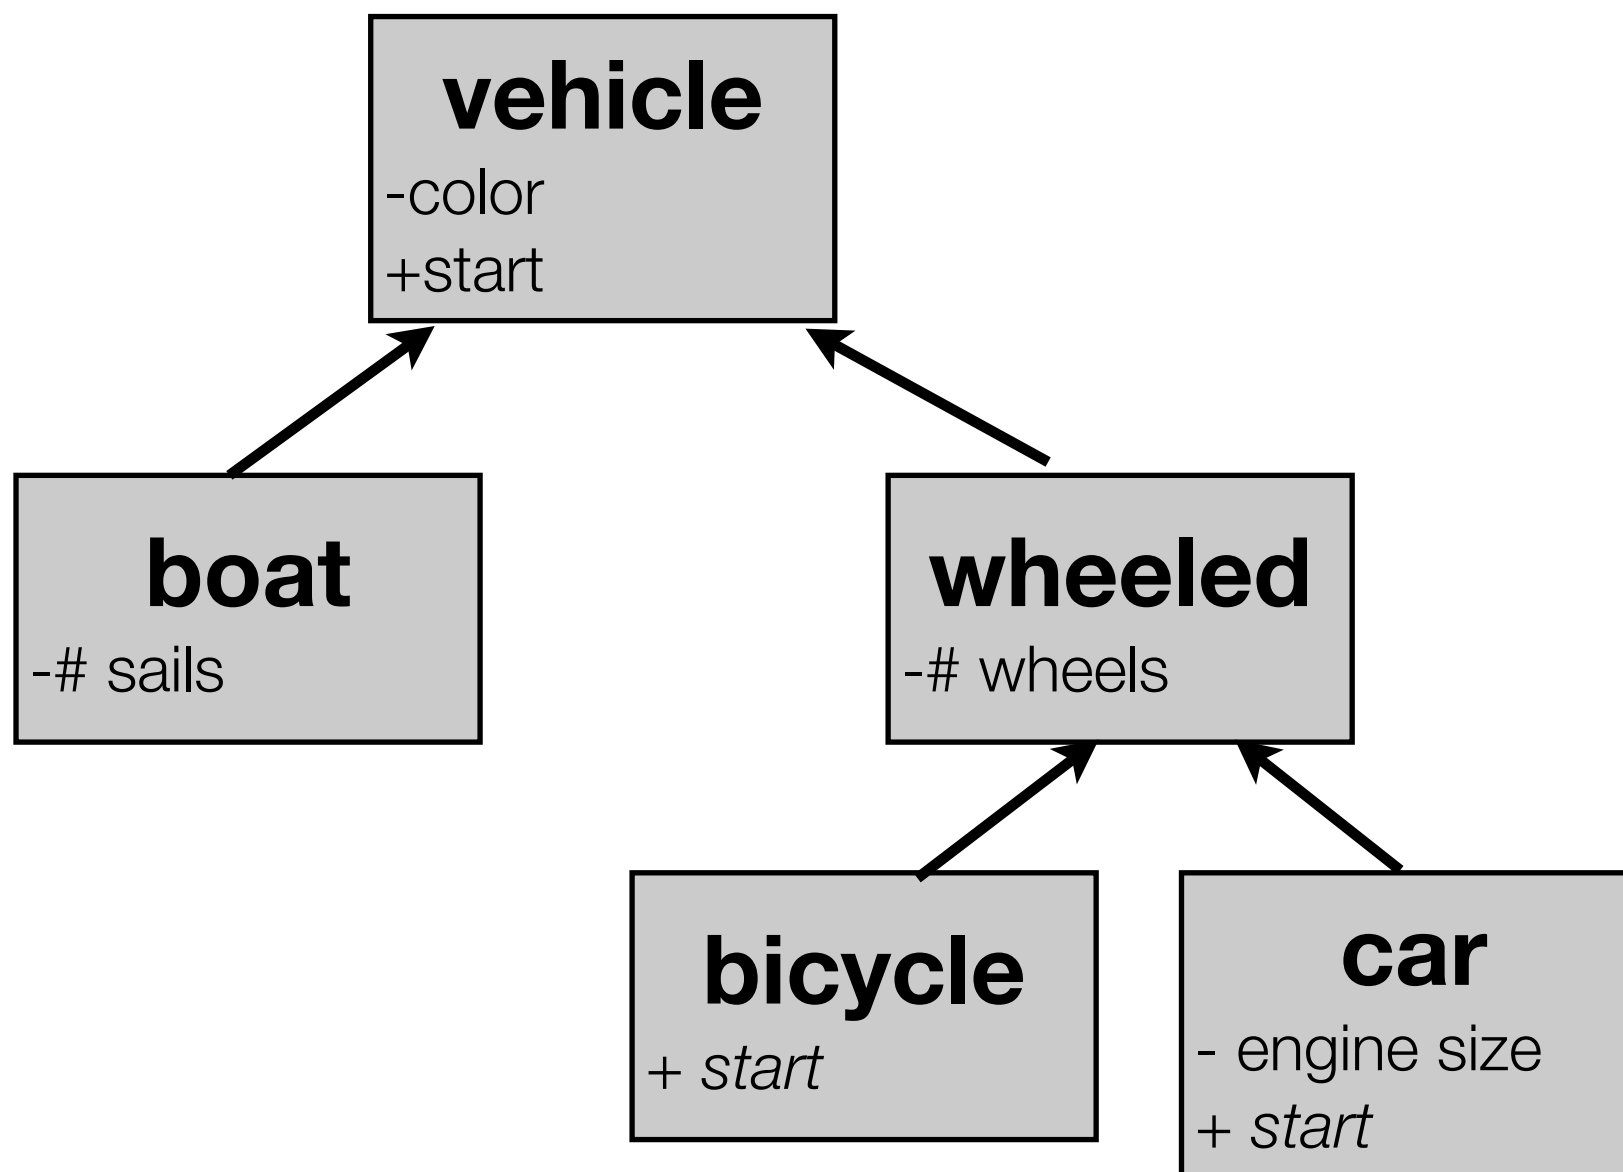 vehicle
-color
+start
boat
-# sails
wheeled
-# wheels
bicycle
+ start
car
- engine size
+ start